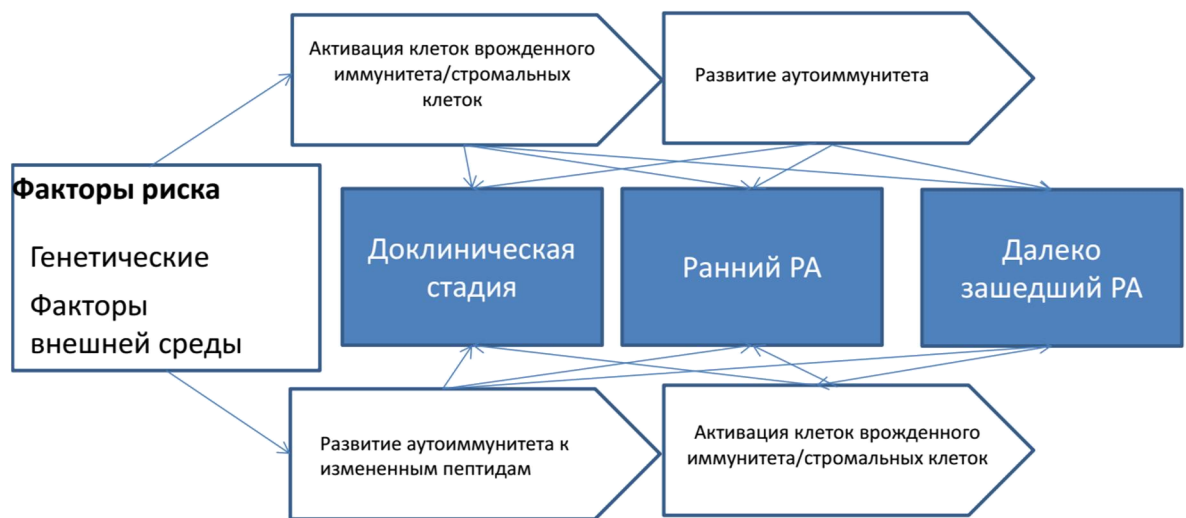 Активация клеток врожденного
иммунитета/стромальных
клеток
Развитие аутоиммунитета
Факторы риска
Генетические
Факторы
внешней среды
Доклиническая
стадия
Ранний РА
Далеко
зашедший РА
Развитие аутоиммунитета к
измененным пептидам
Активация клеток врожденного
иммунитета/стромальных клеток